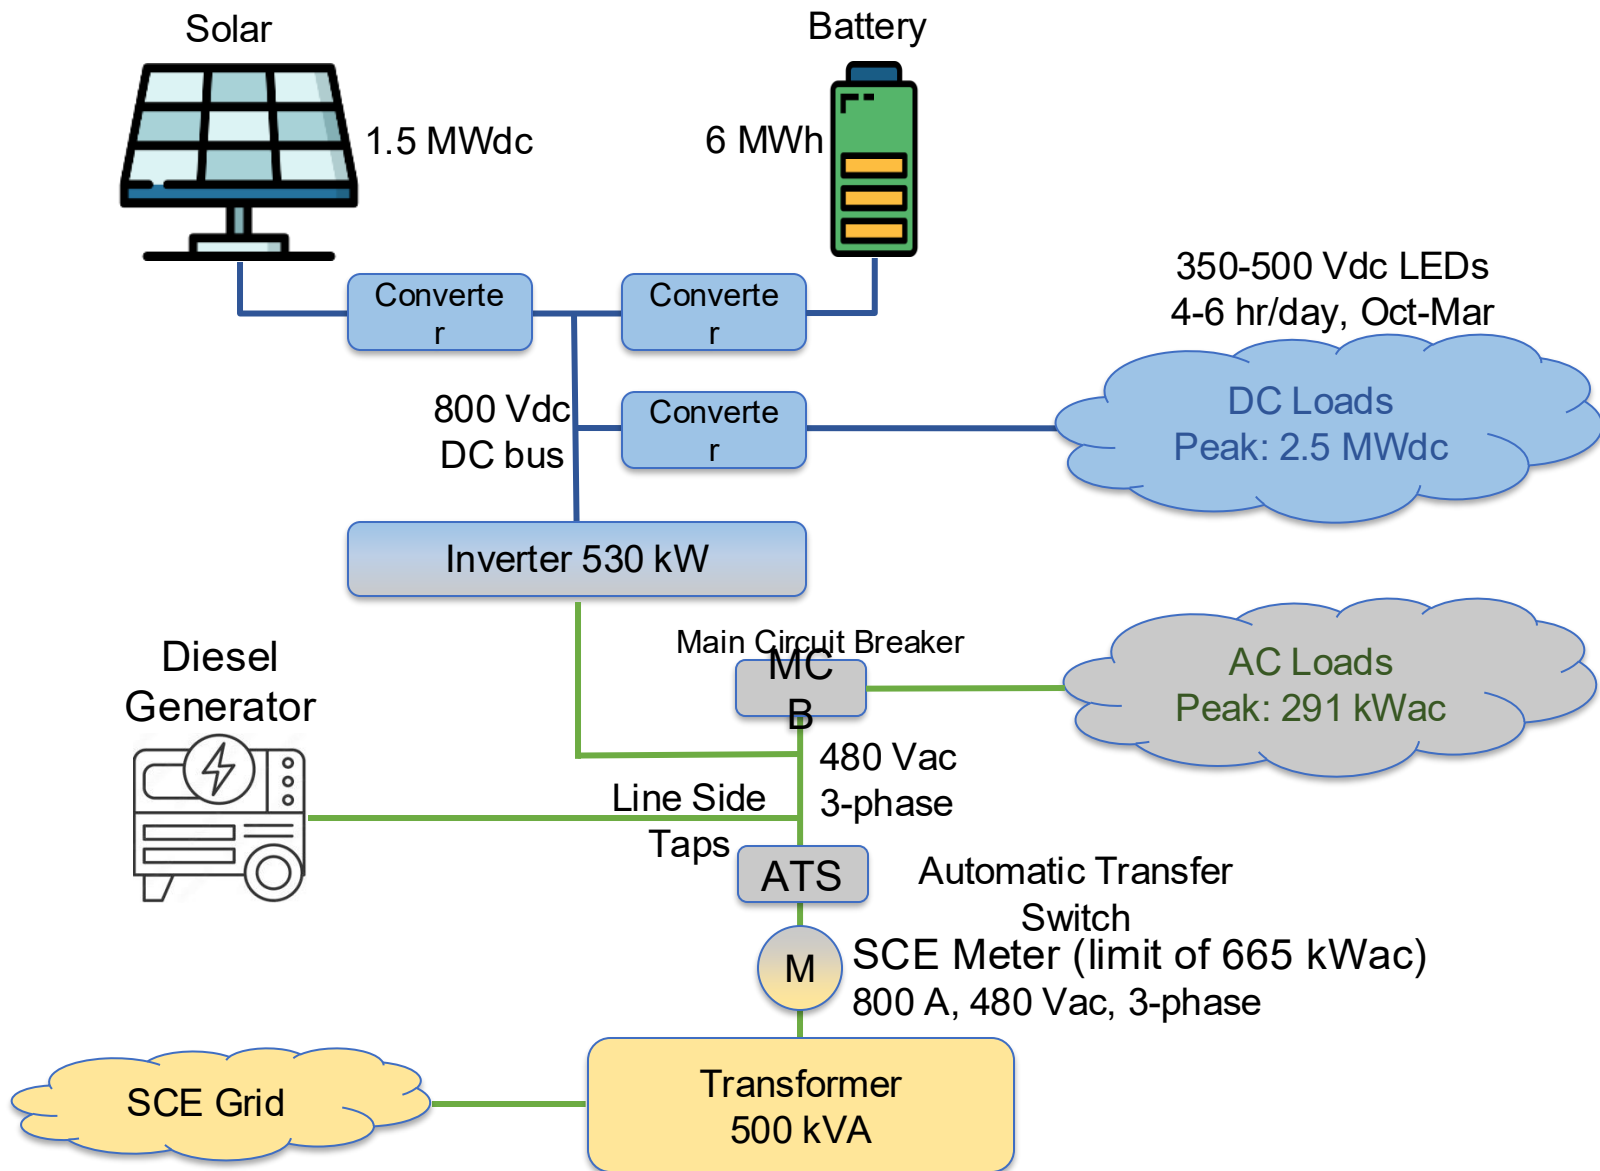 Solar
Battery
1.5 MWdc
6 MWh
350-500 Vdc LEDs
4-6 hr/day, Oct-Mar
Converte
r
Converte
r
800 Vdc
DC bus
Converte
r
DC Loads
Peak: 2.5 MWdc
Inverter 530 kW
Main Circuit Breaker
MC
B
AC Loads
Peak: 291 kWac
Diesel
Generator
480 Vac
3-phase
Line Side
Taps
ATS
Automatic Transfer
Switch
M
SCE Meter (limit of 665 kWac)
800 A, 480 Vac, 3-phase
SCE Grid
Transformer
500 kVA